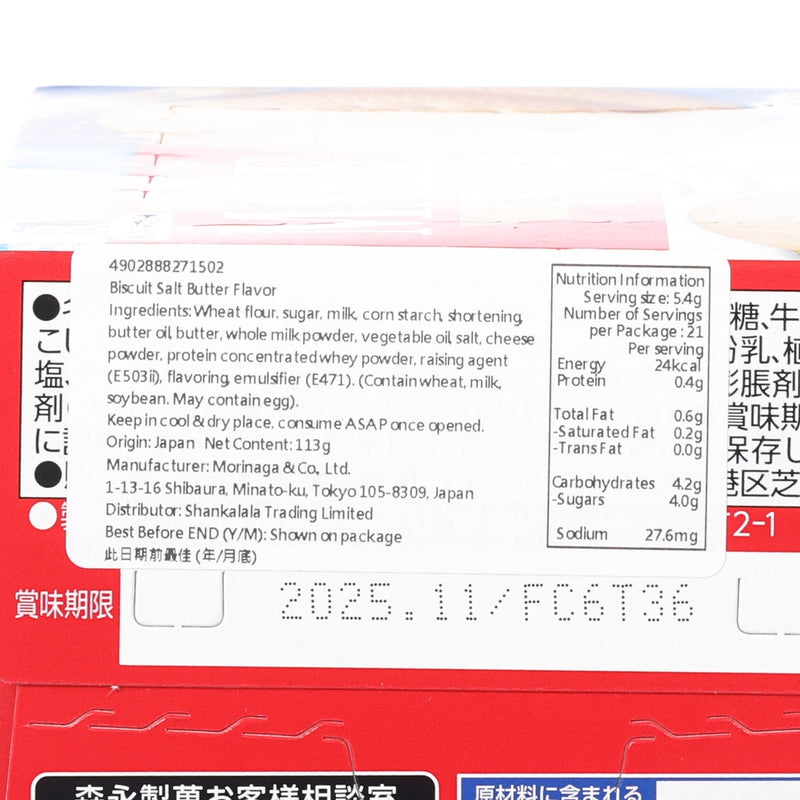 4902888271502
Biscuit Salt Butter Flavor
Ingredients: Wheat flour, sugar, milk, corn starch, shortening,
butter oil, butter, whole milk powder, vegetable oil, salt, cheese
powder, protein concentrated whey powder, raising agent
(E503ii), flavoring, emulsifier (E471). (Contain wheat, milk,
soybean. May contain egg).
Keep in cool & dry place, consume ASAP once opened.
Origin: Japan Net Content: 113g
Manufacturer: Morinaga & Co., Ltd.
1-13-16 Shibaura, Minato-ku, Tokyo 105-8309, Japan
Distributor: Shankalala Trading Limited
Best Before END (Y/M): Shown on package
此日期前最佳 (年/月底)
Nutrition Information
Serving size: 5.4g
Number of Servings
per Package : 21
Per serving
Energy 24kcal
Protein 0.4g
Total Fat 0.6g
-Saturated Fat 0.2g
-Trans Fat 0.0g
Carbohydrates 4.2g
-Sugars 4.0g
Sodium 27.6mg
こ
塩、
剤
に
糖、牛
乳、
膨脹剤
賞味期
保存し
港区芝
2-1
賞味期限
2025.11/FC6T36
森永製菓お客様相談室
原材料に含まれる